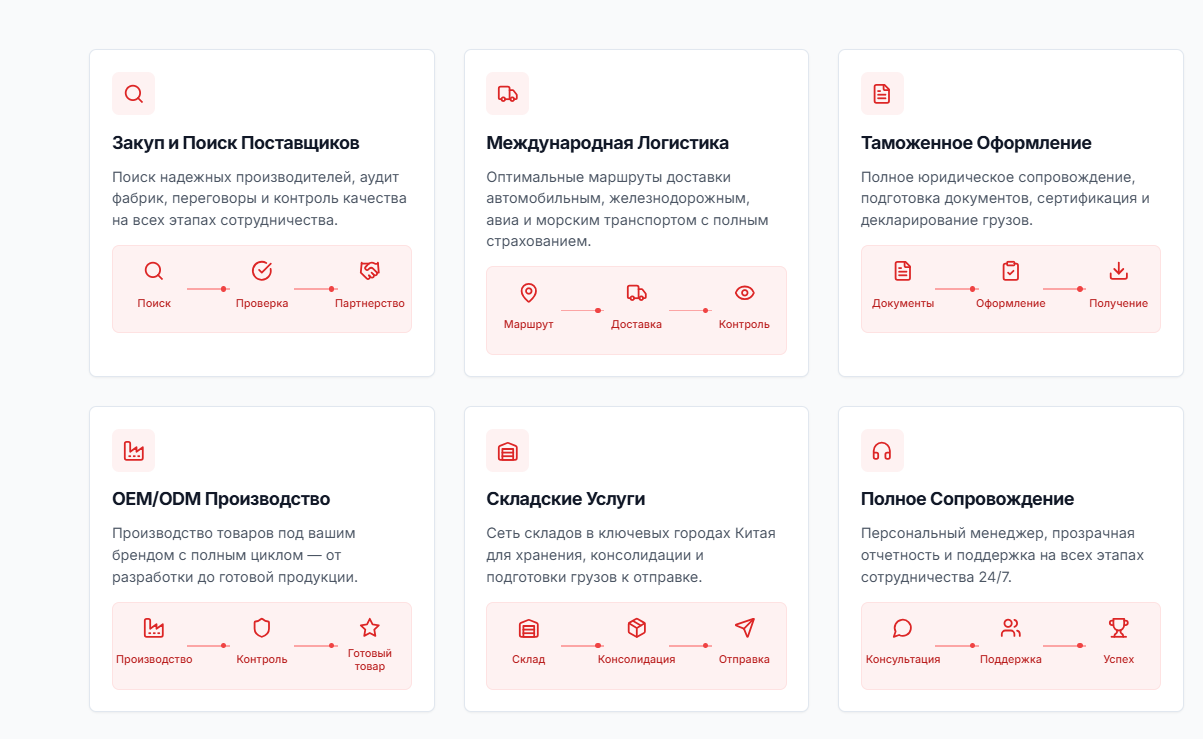 Закуп и Поиск Поставщиков
Поиск надежных производителей, аудит
фабрик, переговоры и контроль качества
на всех этапах сотрудничества.
Поиск
Проверка
Партнерство
Международная Логистика
Оптимальные маршруты доставки
автомобильным, железнодорожным,
авиа и морским транспортом с полным
страхованием.
Маршрут
Доставка
Контроль
Таможенное Оформление
Полное юридическое сопровождение,
подготовка документов, сертификация и
декларирование грузов.
Документы
Оформление
Получение
OEM/ODM Производство
Производство товаров под вашим
брендом с полным циклом — от
разработки до готовой продукции.
Производство
Контроль
Готовый
товар
Складские Услуги
Сеть складов в ключевых городах Китая
для хранения, консолидации и
подготовки грузов к отправке.
Склад
Консолидация
Отправка
Полное Сопровождение
Персональный менеджер, прозрачная
отчетность и поддержка на всех этапах
сотрудничества 24/7.
Консультация
Поддержка
Успех